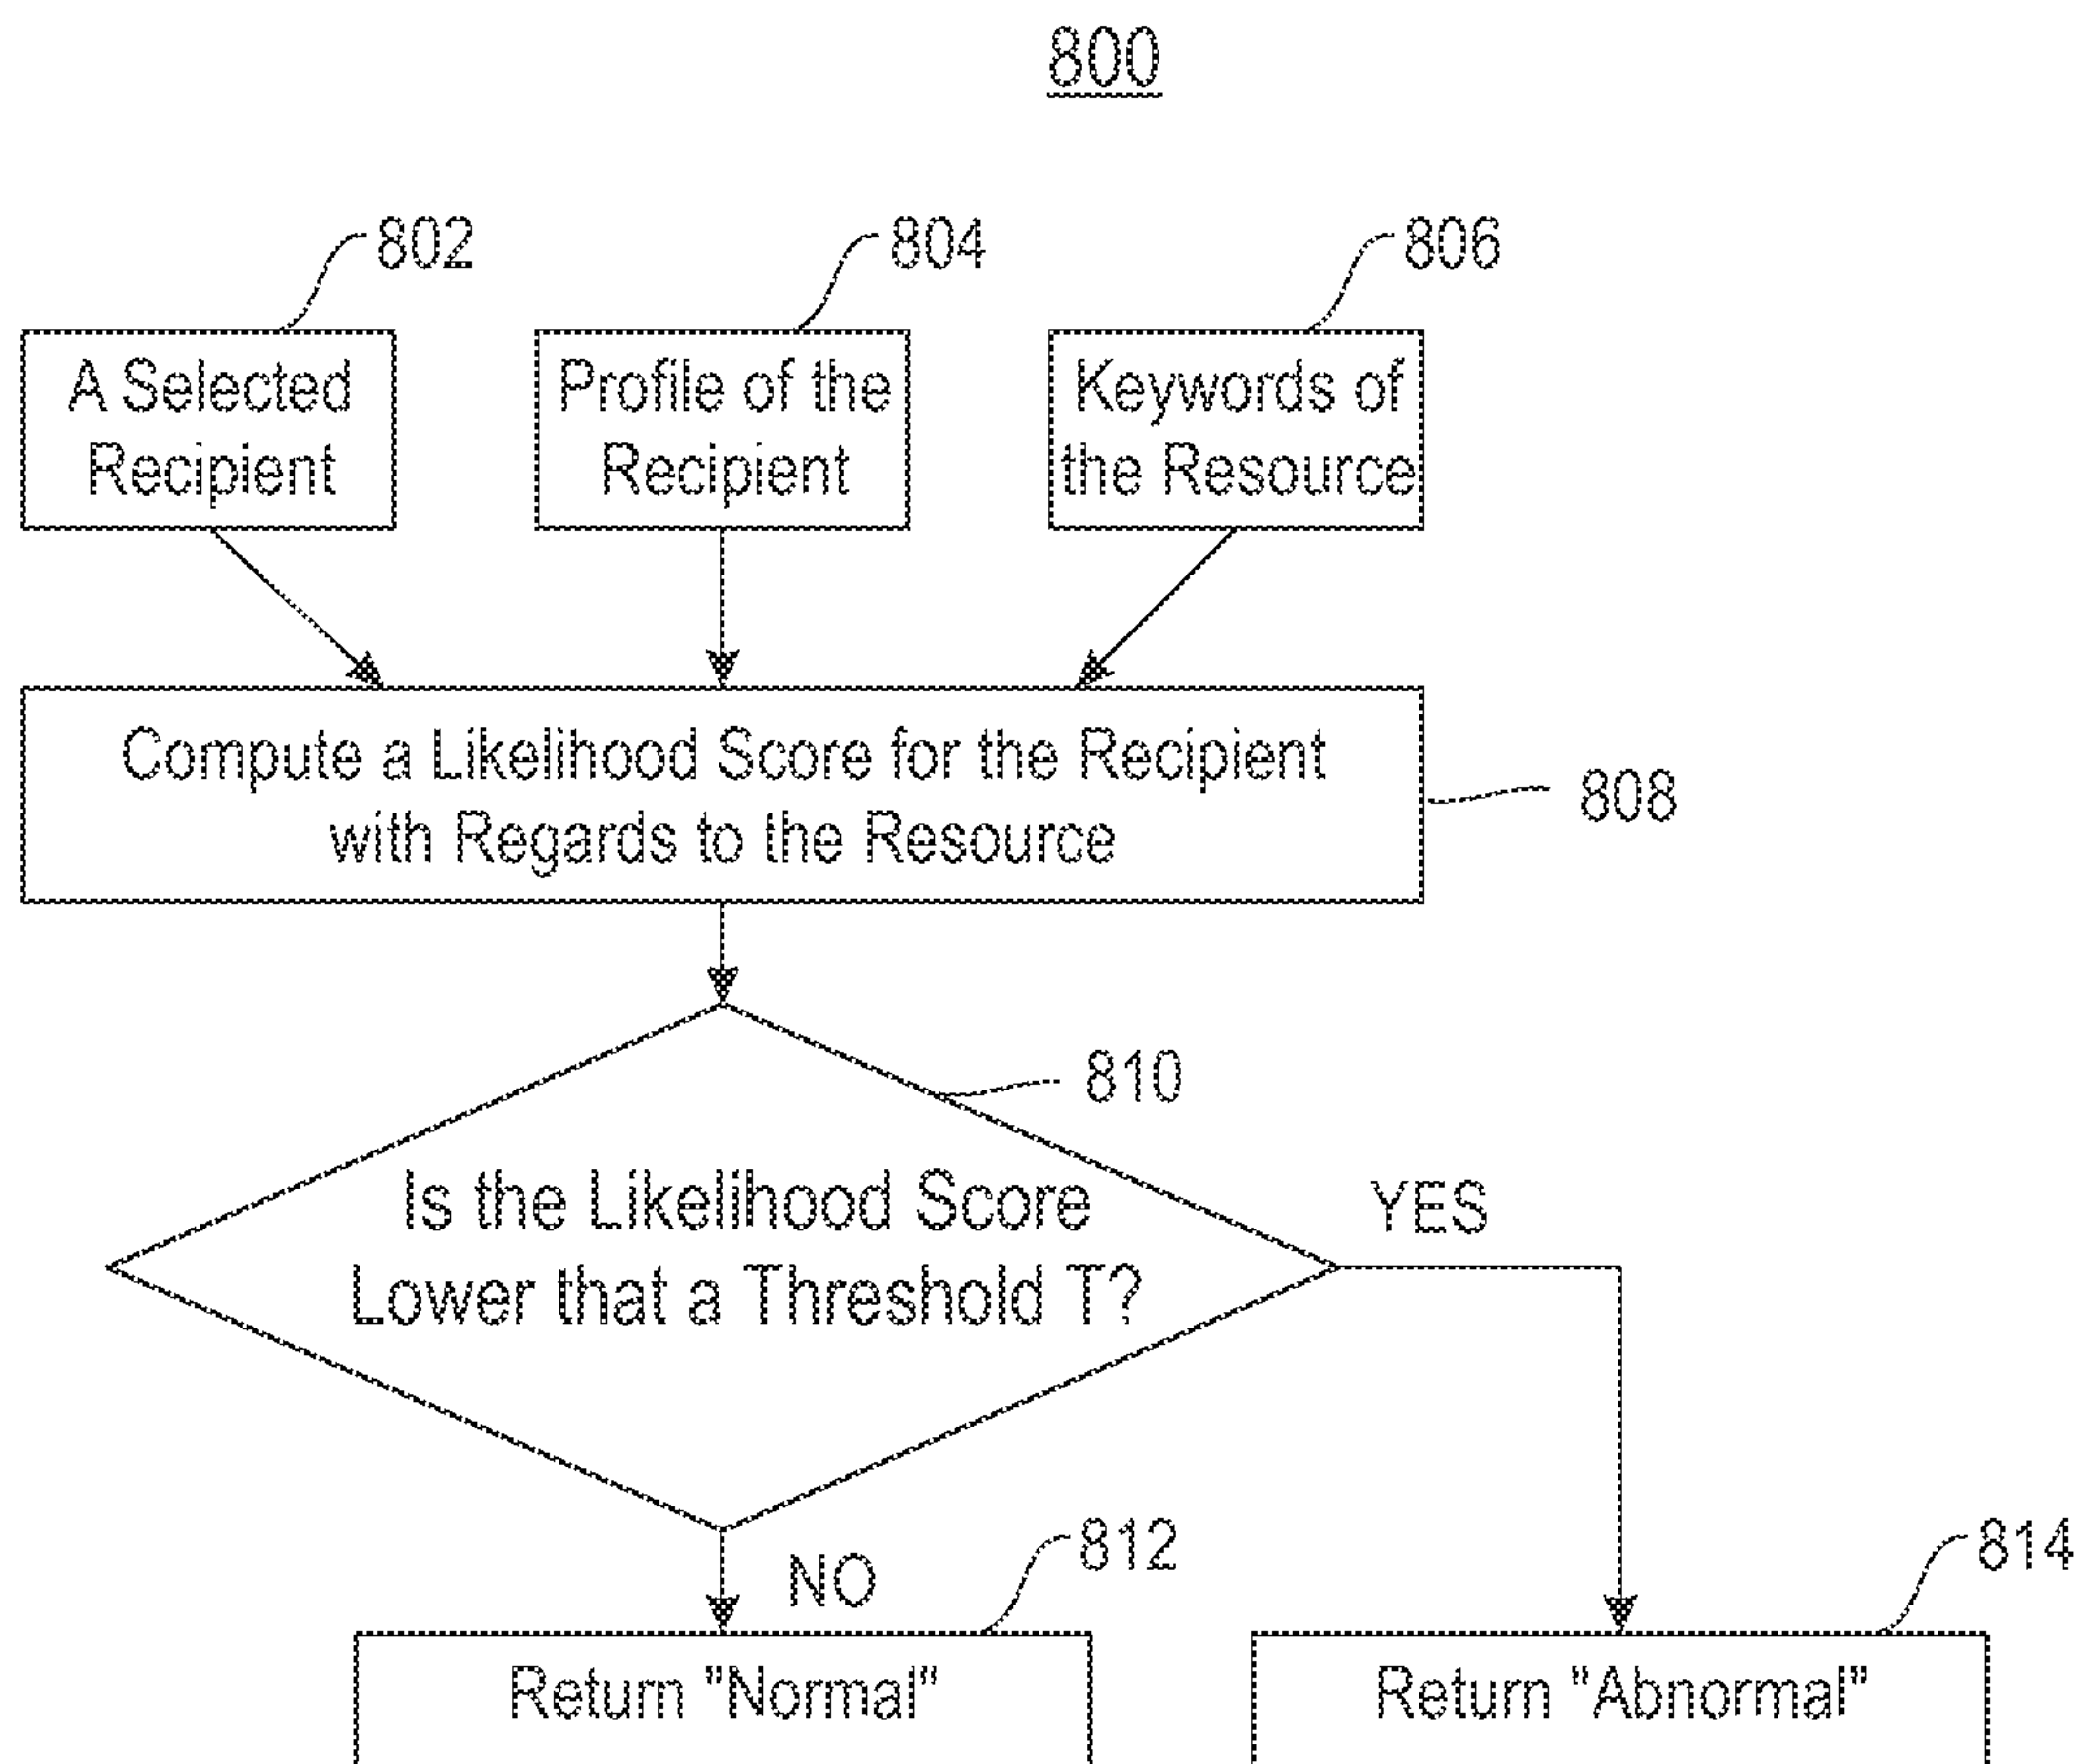 800
802
804
806
A Selected
Recipient
Profile of the
Recipient
Keywords of
the Resource
Compute a Likelihood Score for the Recipient
with Regards to the Resource
808
810
Is the Likelihood Score
Lower that a Threshold T?
YES
NO
812
814
Return "Normal"
Return "Abnormal"